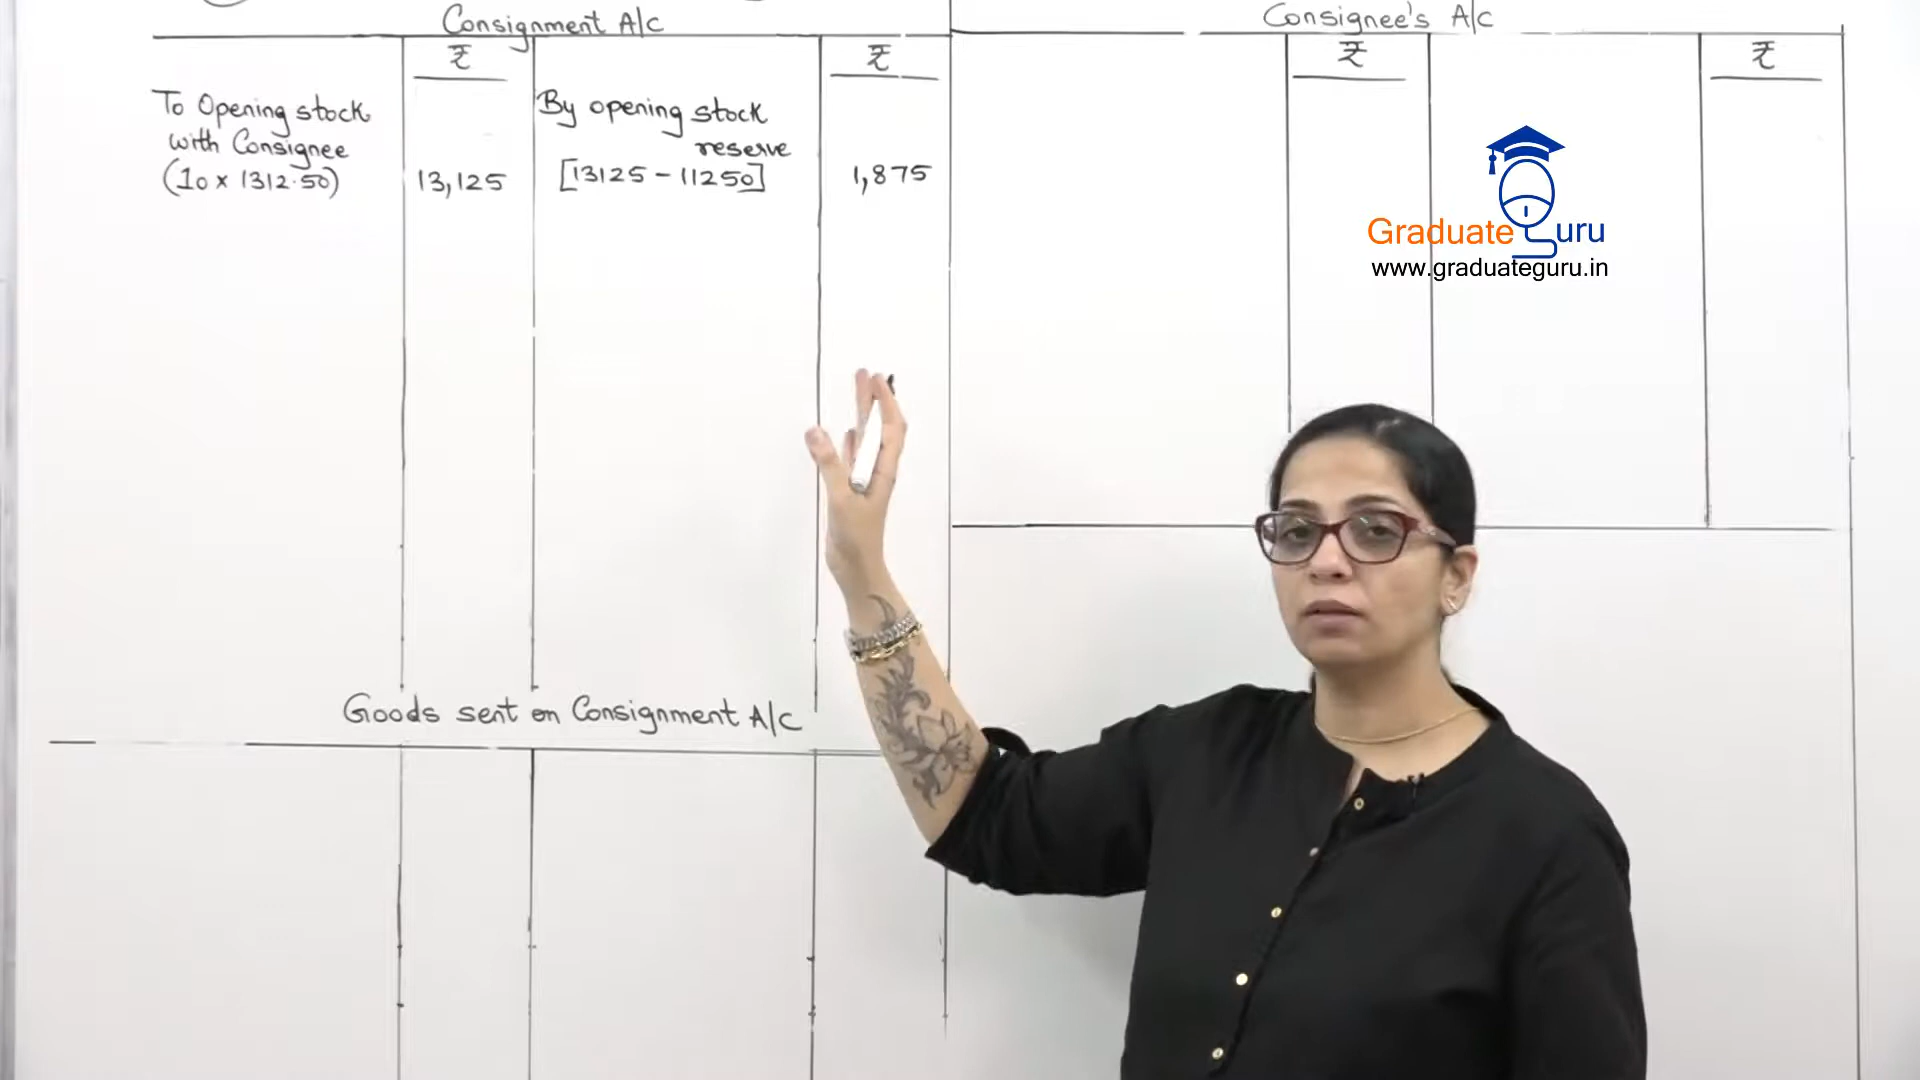 Consignment A/c
₹
₹
To Opening stock
with Consignee
(10 x 1312.50)
13,125
By opening stock
reserve
[13125 - 11250]
1,875
Consignee's A/c
₹
₹
Graduate Guru
www.graduateguru.in
Goods sent on Consignment A/c